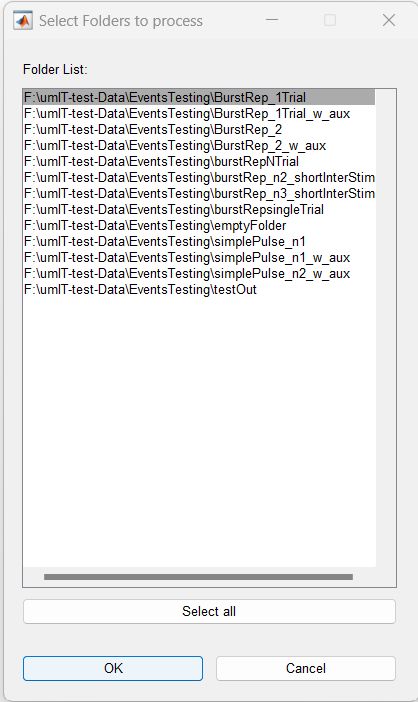 Select Folders to process
Folder List:
F:\umIT-test-Data\EventsTesting\BurstRep_1Trial
F:\umIT-test-Data\EventsTesting\BurstRep_1Trial_w_aux
F:\umIT-test-Data\EventsTesting\BurstRep_2
F:\umIT-test-Data\EventsTesting\BurstRep_2_w_aux
F:\umIT-test-Data\EventsTesting\burstRepNTrial
F:\umIT-test-Data\EventsTesting\burstRep_n2_shortInterStim
F:\umIT-test-Data\EventsTesting\burstRep_n3_shortInterStim
F:\umIT-test-Data\EventsTesting\burstRepsingleTrial
F:\umIT-test-Data\EventsTesting\emptyFolder
F:\umIT-test-Data\EventsTesting\simplePulse_n1
F:\umIT-test-Data\EventsTesting\simplePulse_n1_w_aux
F:\umIT-test-Data\EventsTesting\simplePulse_n2_w_aux
F:\umIT-test-Data\EventsTesting\testOut
Select all
OK
Cancel